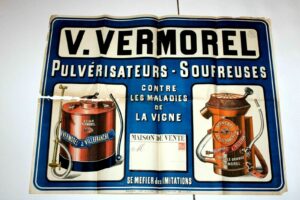 V. VERMOREL
PULVÉRISATEURS - SOUFREUSES
CONTRE
LES MALADIES
DE
LA VIGNE
MAISON DE VENTE
SE MÉFIER DES IMITATIONS